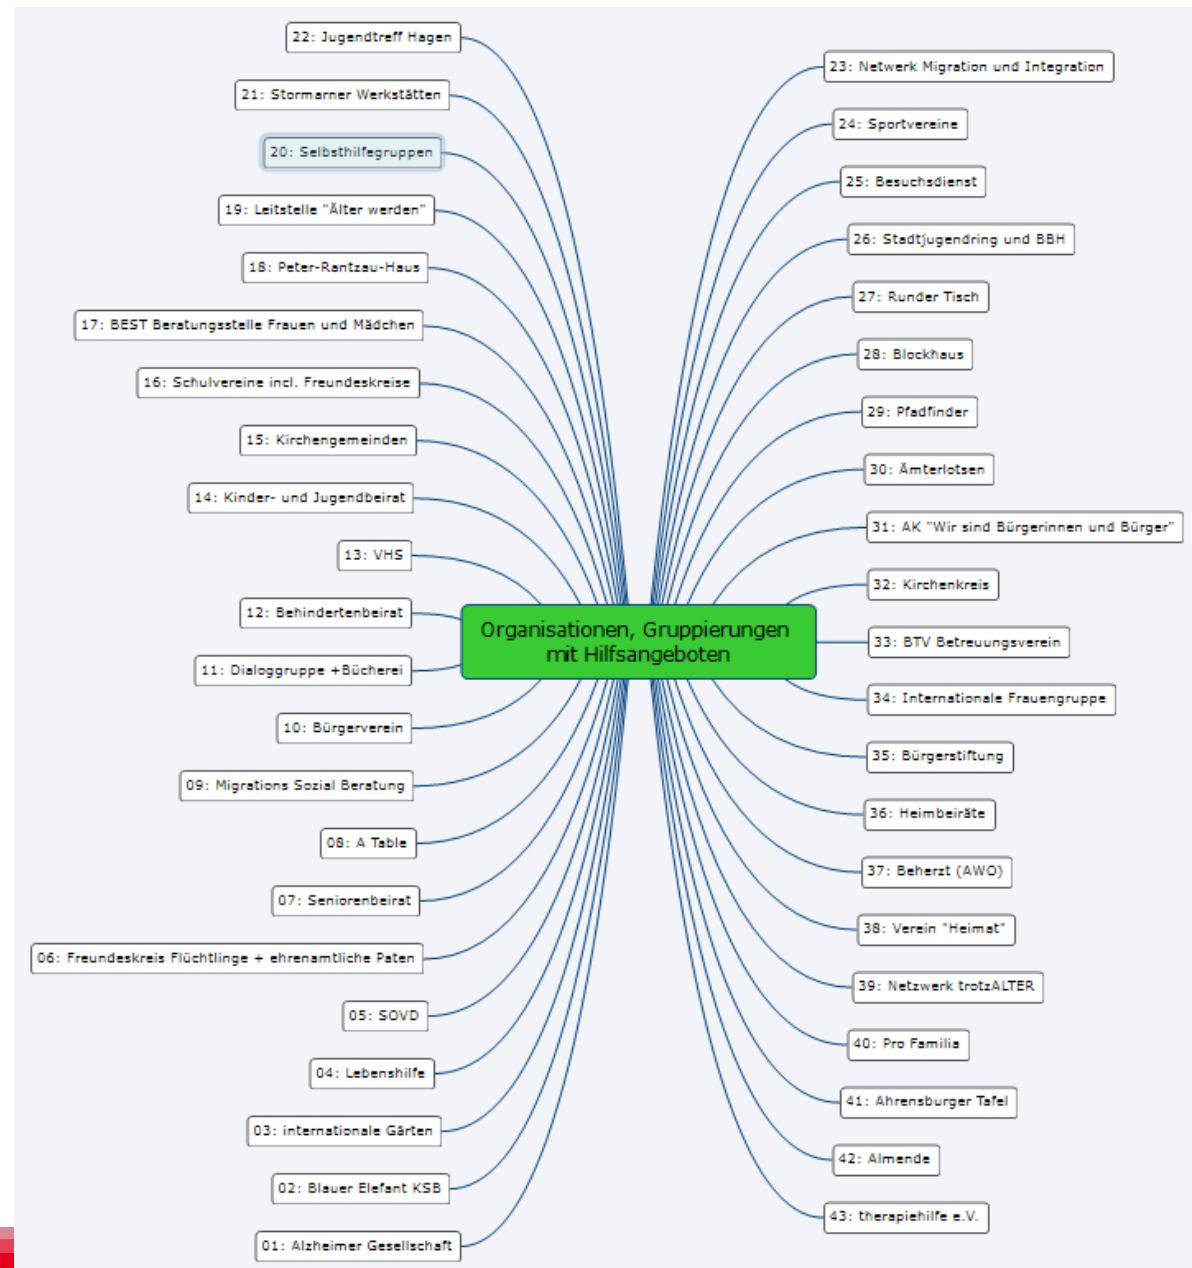 22: Jugendtreff Hagen
21: Stormarner Werkstätten
20: Selbsthilfegruppen
19: Leitstelle "Älter werden"
18: Peter-Rantzau-Haus
17: BEST Beratungsstelle Frauen und Mädchen
16: Schulvereine incl. Freundeskreise
15: Kirchengemeinden
14: Kinder- und Jugendbeirat
13: VHS
12: Behindertenbeirat
11: Dialoggruppe +Bücherei
10: Bürgerverein
09: Migrations Sozial Beratung
08: A Table
07: Seniorenbeirat
06: Freundeskreis Flüchtlinge + ehrenamtliche Paten
05: SOVD
04: Lebenshilfe
03: internationale Gärten
02: Blauer Elefant KSB
01: Alzheimer Gesellschaft
Organisationen, Gruppierungen
mit Hilfsangeboten
23: Netwerk Migration und Integration
24: Sportvereine
25: Besuchsdienst
26: Stadtjugendring und BBH
27: Runder Tisch
28: Blockhaus
29: Pfadfinder
30: Ämterlotsen
31: AK "Wir sind Bürgerinnen und Bürger"
32: Kirchenkreis
33: BTV Betreuungsverein
34: Internationale Frauengruppe
35: Bürgerstiftung
36: Heimbeiräte
37: Beherzt (AWO)
38: Verein "Heimat"
39: Netzwerk trotzALTER
40: Pro Familia
41: Ahrensburger Tafel
42: Almende
43: therapiehilfe e.V.